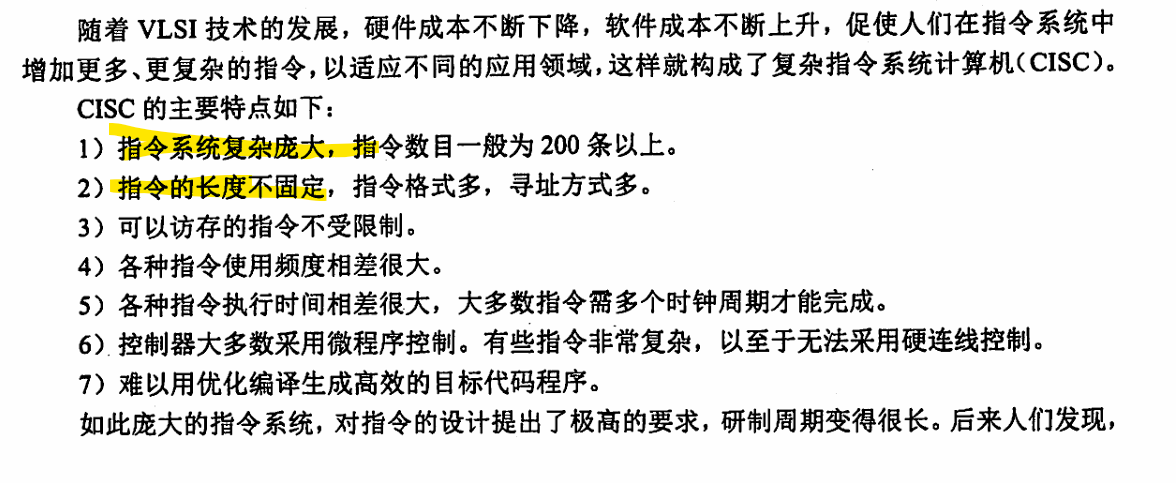 随着 VLSI 技术的发展，硬件成本不断下降，软件成本不断上升，促使人们在指令系统中
增加更多、更复杂的指令，以适应不同的应用领域，这样就构成了复杂指令系统计算机（CISC）。
CISC 的主要特点如下：
1）指令系统复杂庞大，指令数目一般为 200 条以上。
2）指令的长度不固定，指令格式多，寻址方式多。
3）可以访存的指令不受限制。
4）各种指令使用频度相差很大。
5）各种指令执行时间相差很大，大多数指令需多个时钟周期才能完成。
6）控制器大多数采用微程序控制。有些指令非常复杂，以至于无法采用硬连线控制。
7）难以用优化编译生成高效的目标代码程序。
如此庞大的指令系统，对指令的设计提出了极高的要求，研制周期变得很长。后来人们发现，